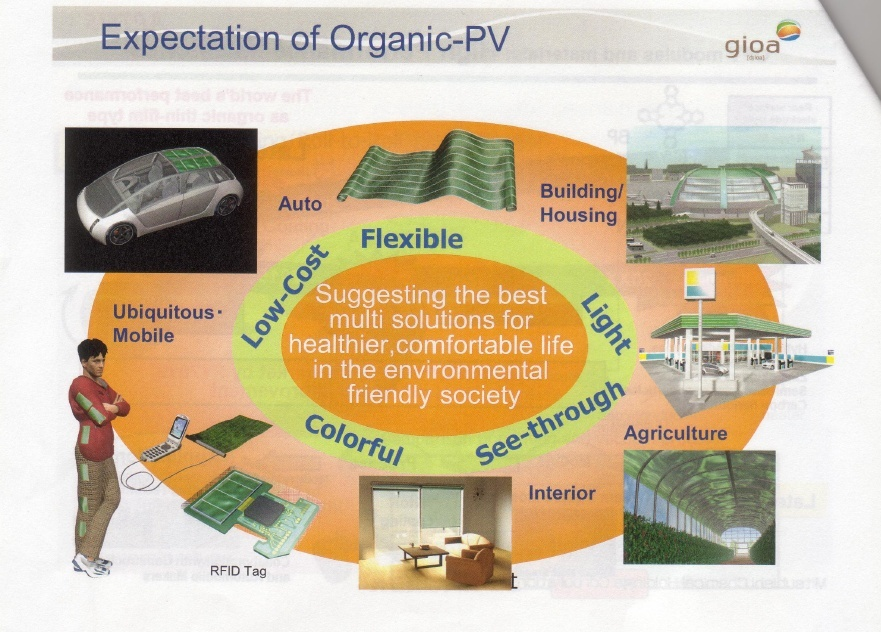 Expectation of Organic-PV
gioa
Auto
Building/
Housing
Flexible
Low-Cost
Light
Ubiquitous·
Mobile
Suggesting the best
multi solutions for
healthier,comfortable life
in the environmental
friendly society
Colorful
See-through
Agriculture
Interior
RFID Tag